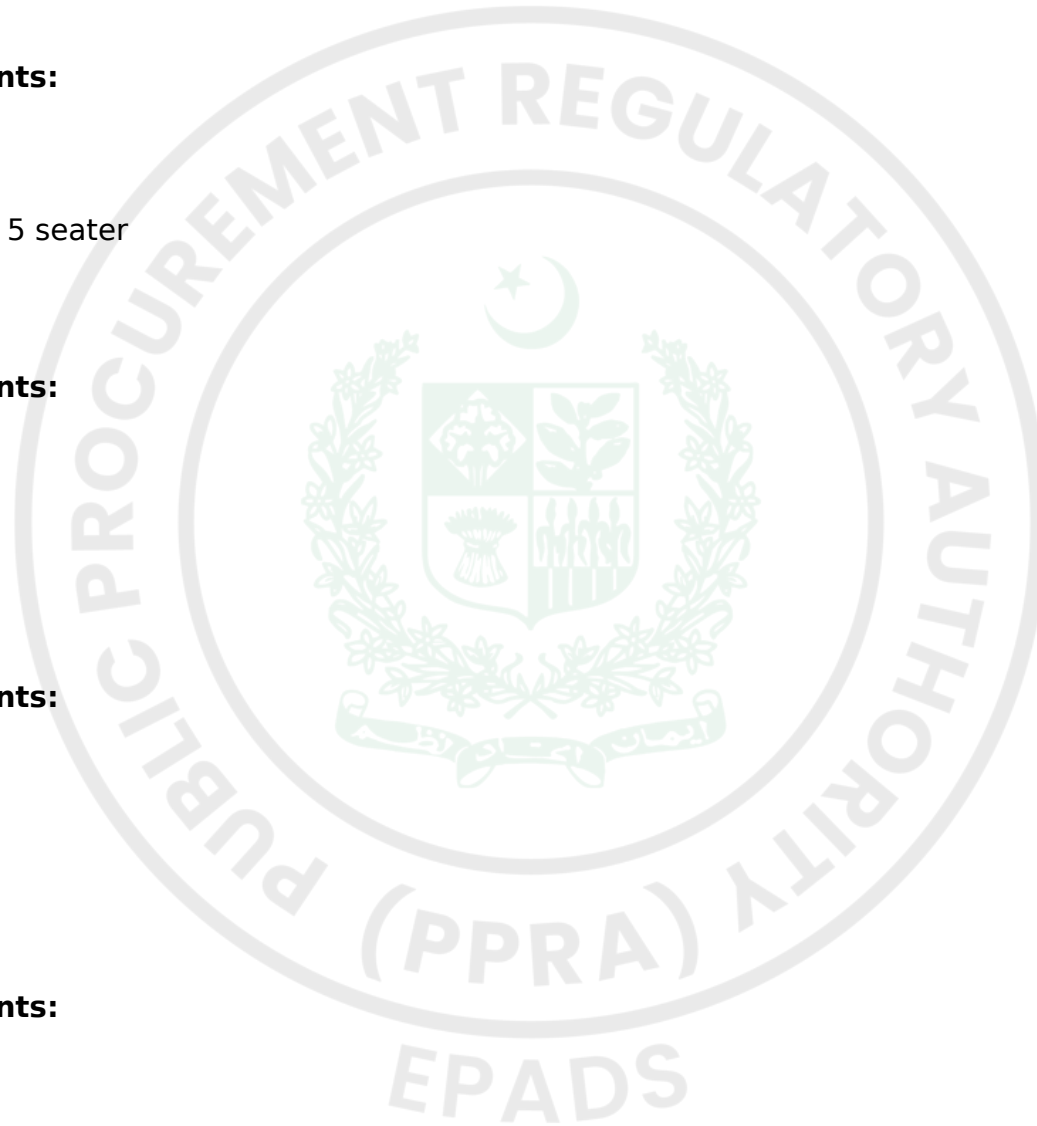 nts:
5 seater
nts:
nts:
nts:
PUBLIC PROCUREMENT REGULATORY AUTHORITY
(PPRA)
EPADS